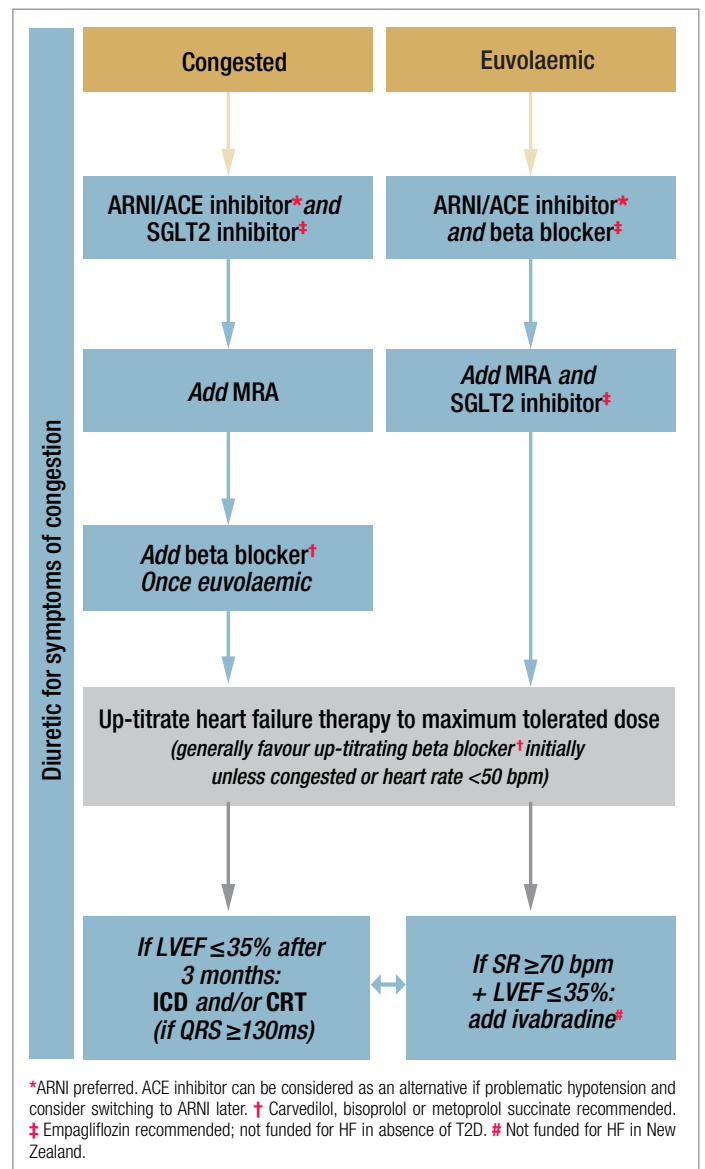 Congested
Euvolaemic
ARNI/ACE inhibitor* and
SGLT2 inhibitor‡
ARNI/ACE inhibitor*
and beta blocker‡
Add MRA
Add MRA and
SGLT2 inhibitor‡
Add beta blocker†
Once euvolaemic
Diuretic for symptoms of congestion
Up-titrate heart failure therapy to maximum tolerated dose
(generally favour up-titrating beta blocker† initially
unless congested or heart rate <50 bpm)
If LVEF ≤35% after
3 months:
ICD and/or CRT
(if QRS ≥130ms)
If SR ≥70 bpm
+ LVEF ≤35%:
add ivabradine#
*ARNI preferred. ACE inhibitor can be considered as an alternative if problematic hypotension and
consider switching to ARNI later. † Carvedilol, bisoprolol or metoprolol succinate recommended.
‡ Empagliflozin recommended; not funded for HF in absence of T2D. # Not funded for HF in New
Zealand.